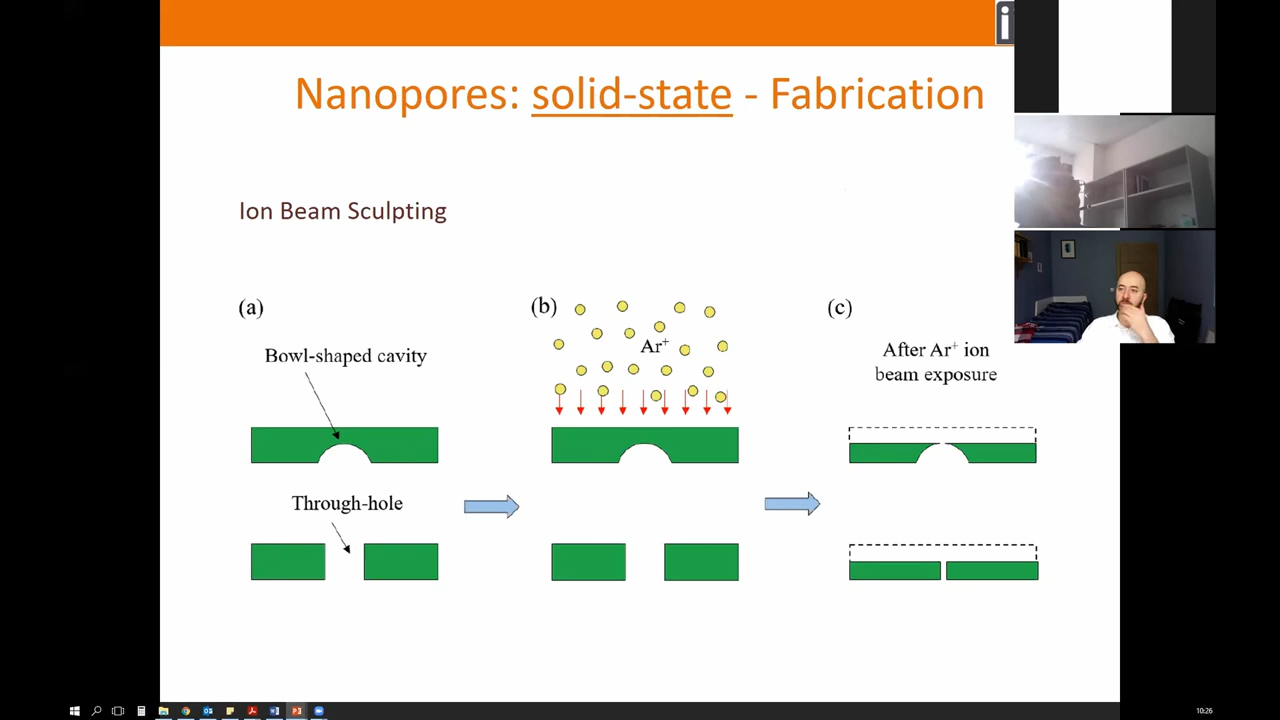 Nanopores: solid-state - Fabrication
Ion Beam Sculpting
(a)
Bowl-shaped cavity
Through-hole
(b)
Ar⁺
(c)
After Ar⁺ ion
beam exposure
10:26